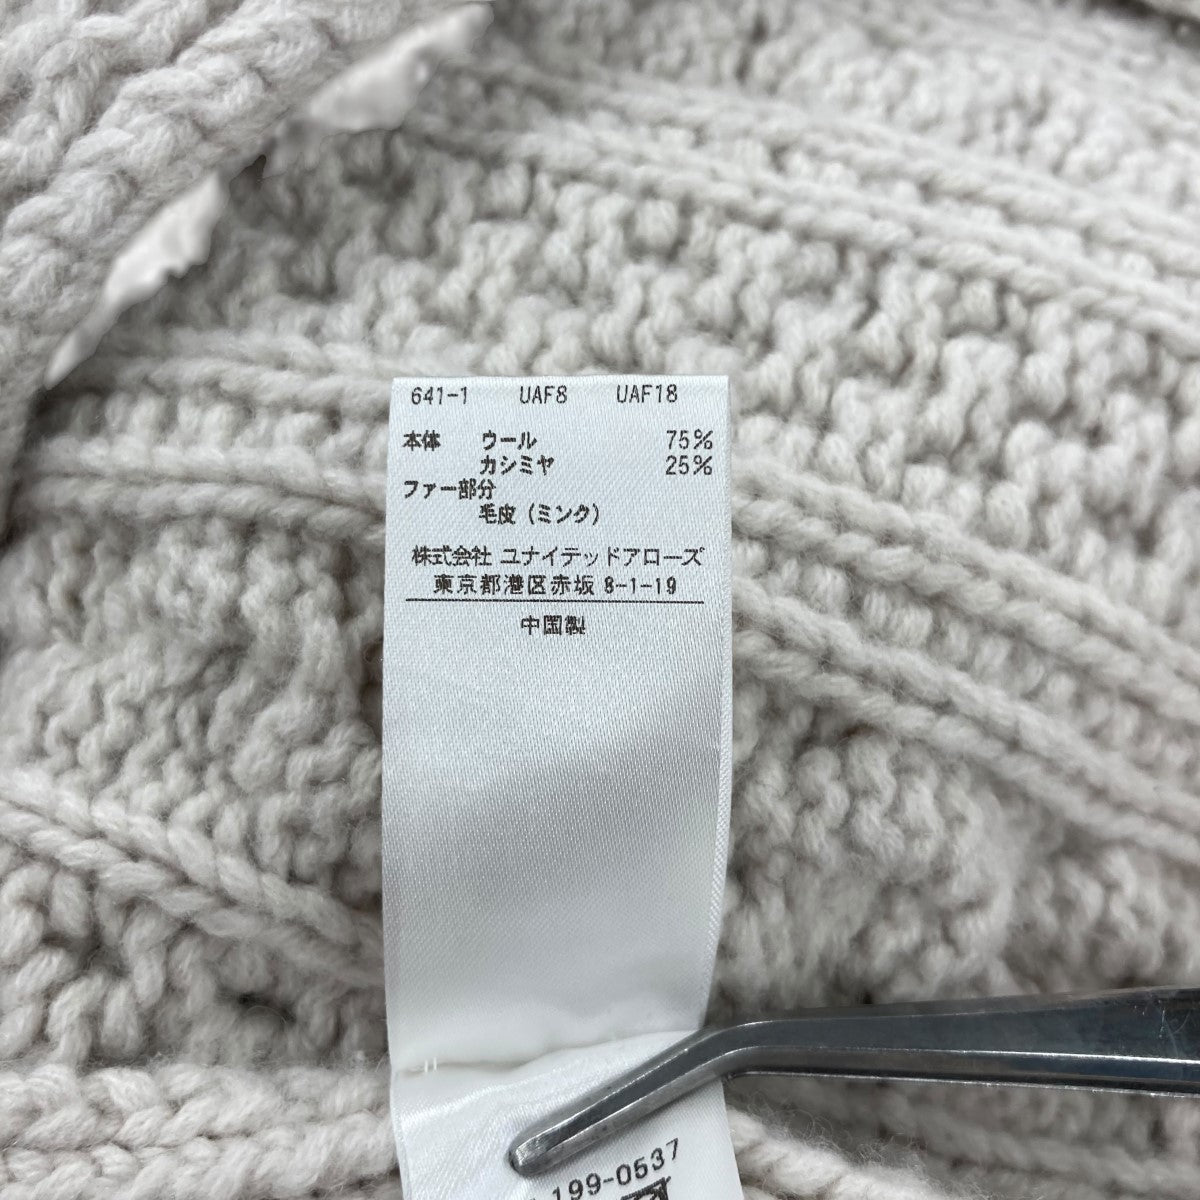 641-1 UAF8 UAF18
本体 ウール 75%
カシミヤ 25%
ファー部分
毛皮(ミンク)
株式会社 ユナイテッドアローズ
東京都港区赤坂 8-1-19
中国製
199-0537